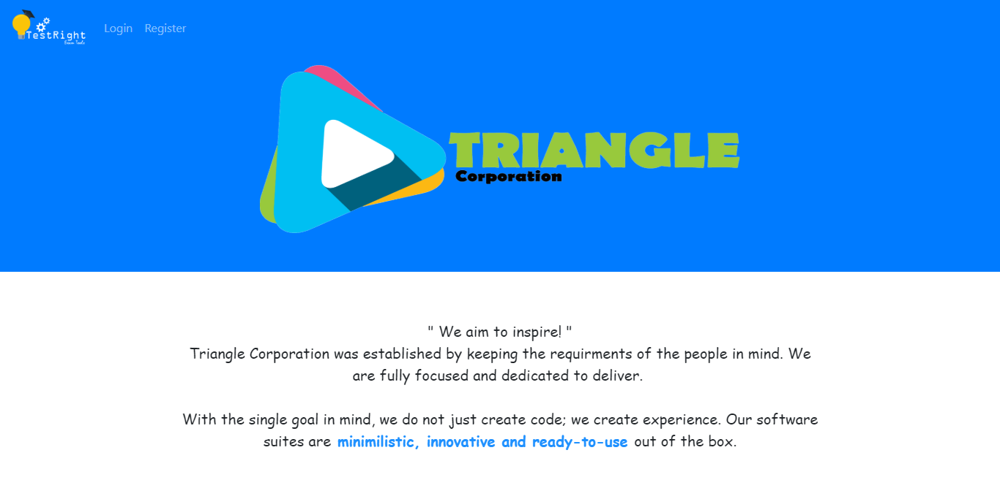 TestRight
Exam Tools
Login Register
TRIANGLE
Corporation
" We aim to inspire! "
Triangle Corporation was established by keeping the requirments of the people in mind. We
are fully focused and dedicated to deliver.
With the single goal in mind, we do not just create code; we create experience. Our software
suites are minimilistic, innovative and ready-to-use out of the box.